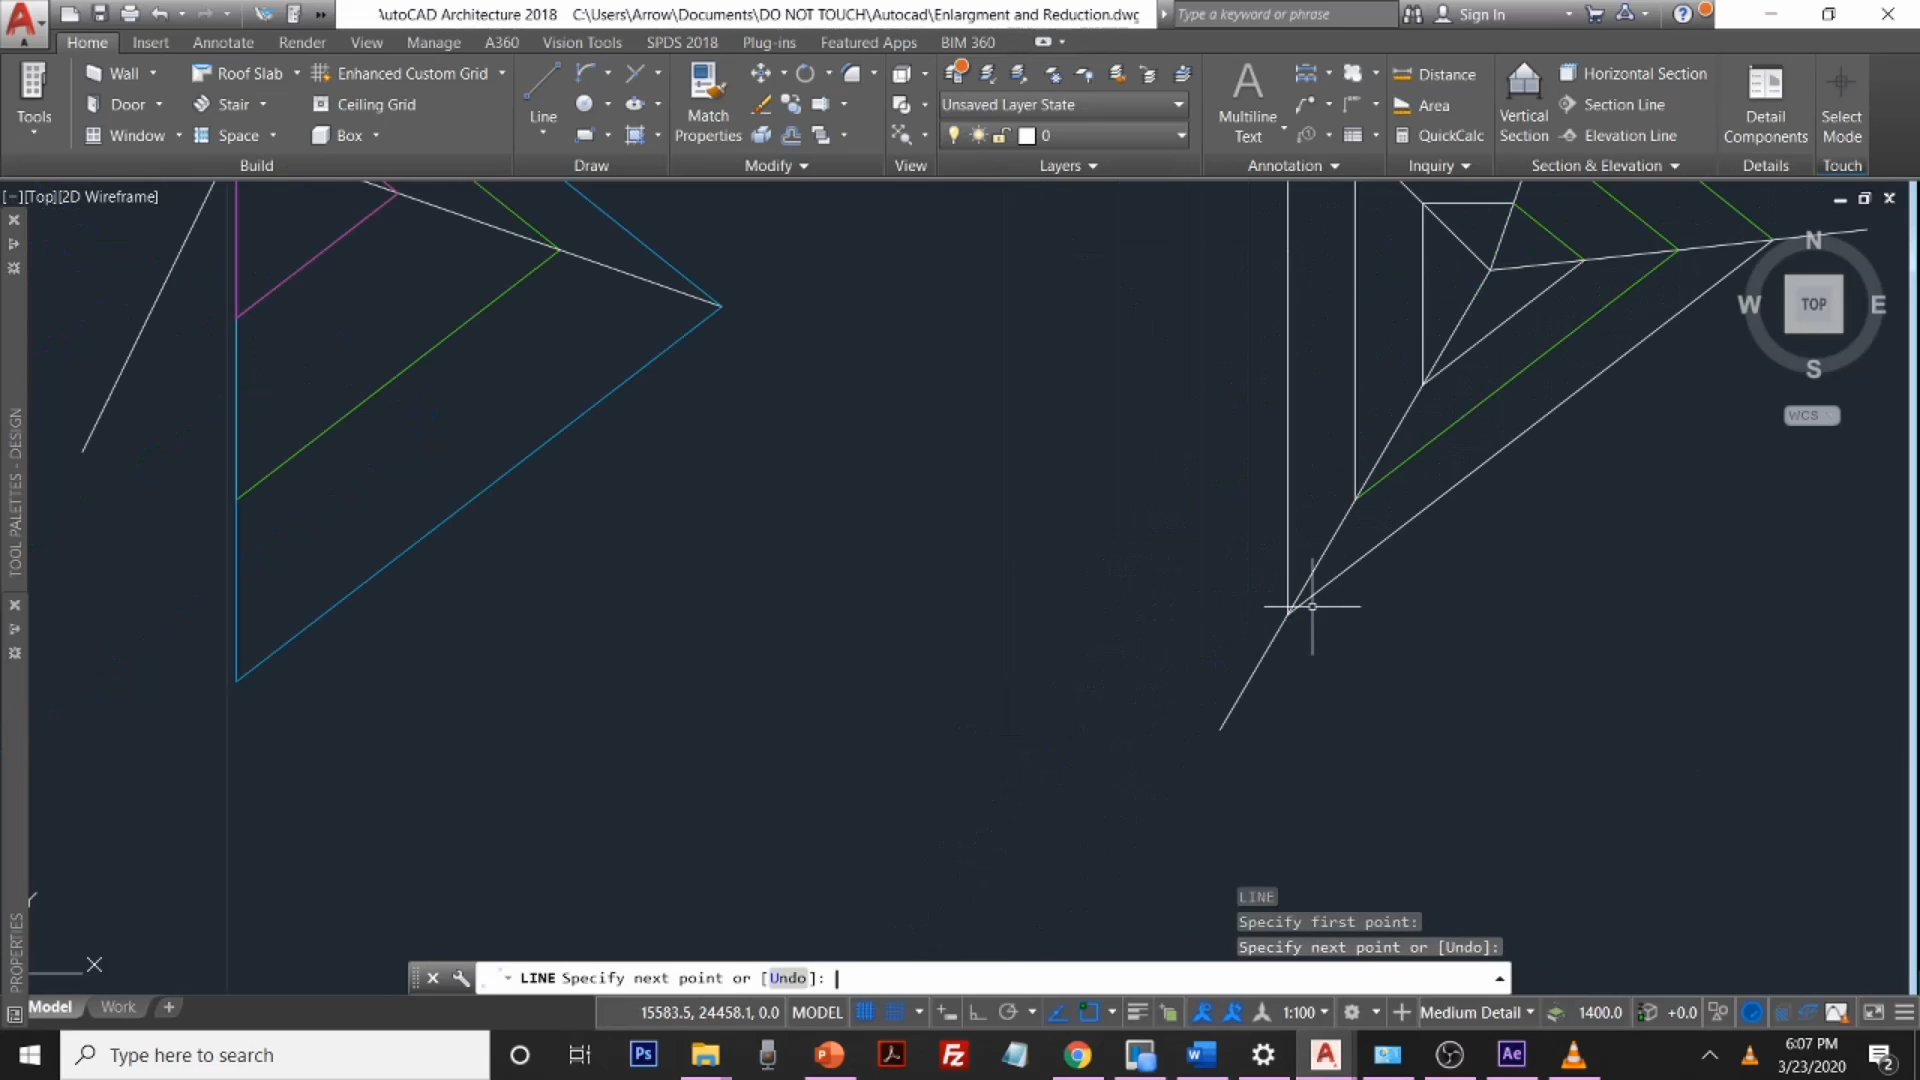 AutoCAD Architecture 2018 C:\Users\Arrow\Documents\DO NOT TOUCH\Autocad\Enlargment and Reduction.dwg
Type a keyword or phrase
Sign In
Home Insert Annotate Render View Manage A360 Vision Tools SPDS 2018 Plug-ins Featured Apps BIM 360
Tools
Wall Roof Slab Enhanced Custom Grid
Door Stair Ceiling Grid
Window Space Box
Build
Line
Draw
Match
Properties
Modify
View
Unsaved Layer State
0
Layers
Multiline
Text
Annotation
Distance
Area
QuickCalc
Inquiry
Vertical
Section
Horizontal Section
Section Line
Elevation Line
Section & Elevation
Detail
Components
Details
Select
Mode
Touch
[−][Top][2D Wireframe]
N
W TOP E
S
WCS
TOOL PALETTES - DESIGN
PROPERTIES
LINE
Specify first point:
Specify next point or [Undo]:
LINE Specify next point or [Undo]:
Model Work +
15583.5, 24458.1, 0.0 MODEL 1:100 Medium Detail 1400.0 +0.0
Type here to search
Ps
Fz
Ae
6:07 PM
3/23/2020
2